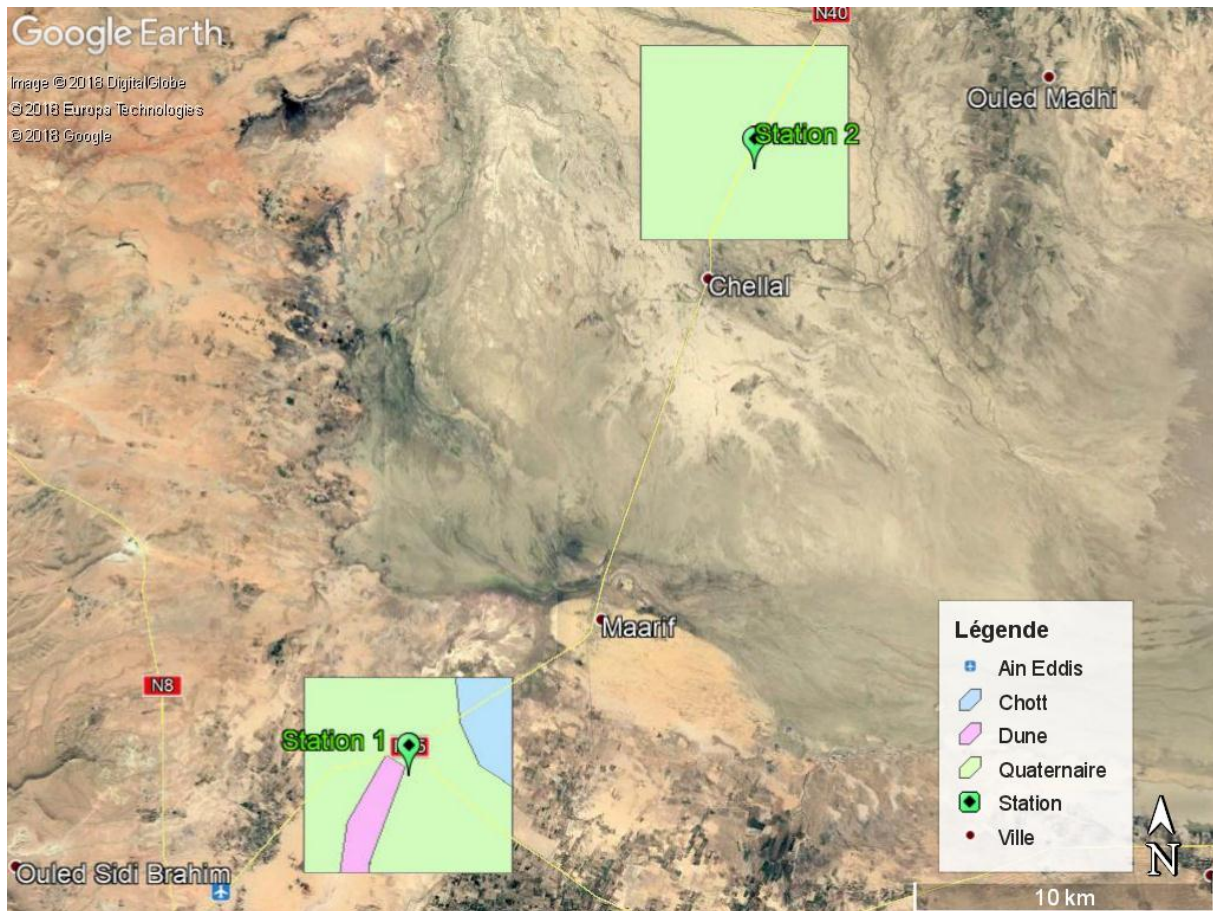 Google Earth
Image © 2018 DigitalGlobe
© 2018 Europa Technologies
© 2018 Google
N40
Ouled Madhi
Station 2
Chellal
Maarif
N8
Station 1
Légende
Ain Eddis
Chott
Dune
Quaternaire
Station
Ville
N
Ouled Sidi Brahim
10 km